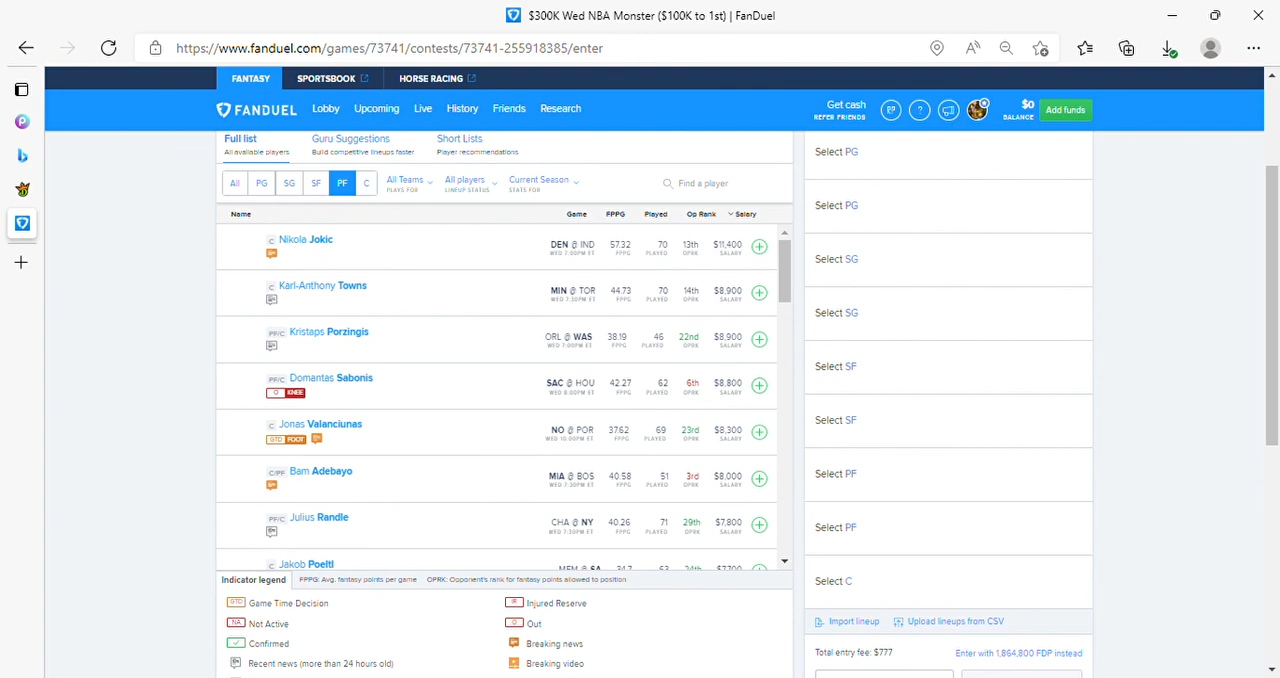 $300K Wed NBA Monster ($100K to 1st) | FanDuel
https://www.fanduel.com/games/73741/contests/73741-255918385/enter
FANTASY SPORTSBOOK HORSE RACING
FANDUEL Lobby Upcoming Live History Friends Research Get cash REFER FRIENDS ? $0 BALANCE Add funds
Full list Guru Suggestions Short Lists
All available players Build competitive lineups faster Player recommendations
Select PG
All PG SG SF PF C All Teams PLAYS FOR All players LINEUP STATUS Current Season STATS FOR Find a player
Select PG
Name Game FPPG Played Op Rank Salary
C Nikola Jokic DEN @ IND 57.32 70 13th $11,400
WED 7:00PM ET FPPG PLAYED OPRK SALARY
Select SG
C Karl-Anthony Towns MIN @ TOR 44.73 70 14th $8,900
WED 7:30PM ET FPPG PLAYED OPRK SALARY
Select SG
PF/C Kristaps Porzingis ORL @ WAS 38.19 46 22nd $8,900
WED 7:00PM ET FPPG PLAYED OPRK SALARY
Select SF
PF/C Domantas Sabonis SAC @ HOU 42.27 62 6th $8,800
O KNEE WED 8:00PM ET FPPG PLAYED OPRK SALARY
Select SF
C Jonas Valanciunas NO @ POR 37.62 69 23rd $8,300
GTD FOOT WED 10:00PM ET FPPG PLAYED OPRK SALARY
Select PF
C/PF Bam Adebayo MIA @ BOS 40.58 51 3rd $8,000
WED 7:30PM ET FPPG PLAYED OPRK SALARY
Select PF
PF/C Julius Randle CHA @ NY 40.26 71 29th $7,800
WED 7:30PM ET FPPG PLAYED OPRK SALARY
C Jakob Poeltl MEM @ SA 34.7 63 24th $7,700
Select C
Indicator legend FPPG: Avg. fantasy points per game OPRK: Opponent's rank for fantasy points allowed to position
GTD Game Time Decision IR Injured Reserve
NA Not Active O Out
Confirmed Breaking news
Recent news (more than 24 hours old) Breaking video
Import lineup Upload lineups from CSV
Total entry fee: $777 Enter with 1,864,800 FDP instead